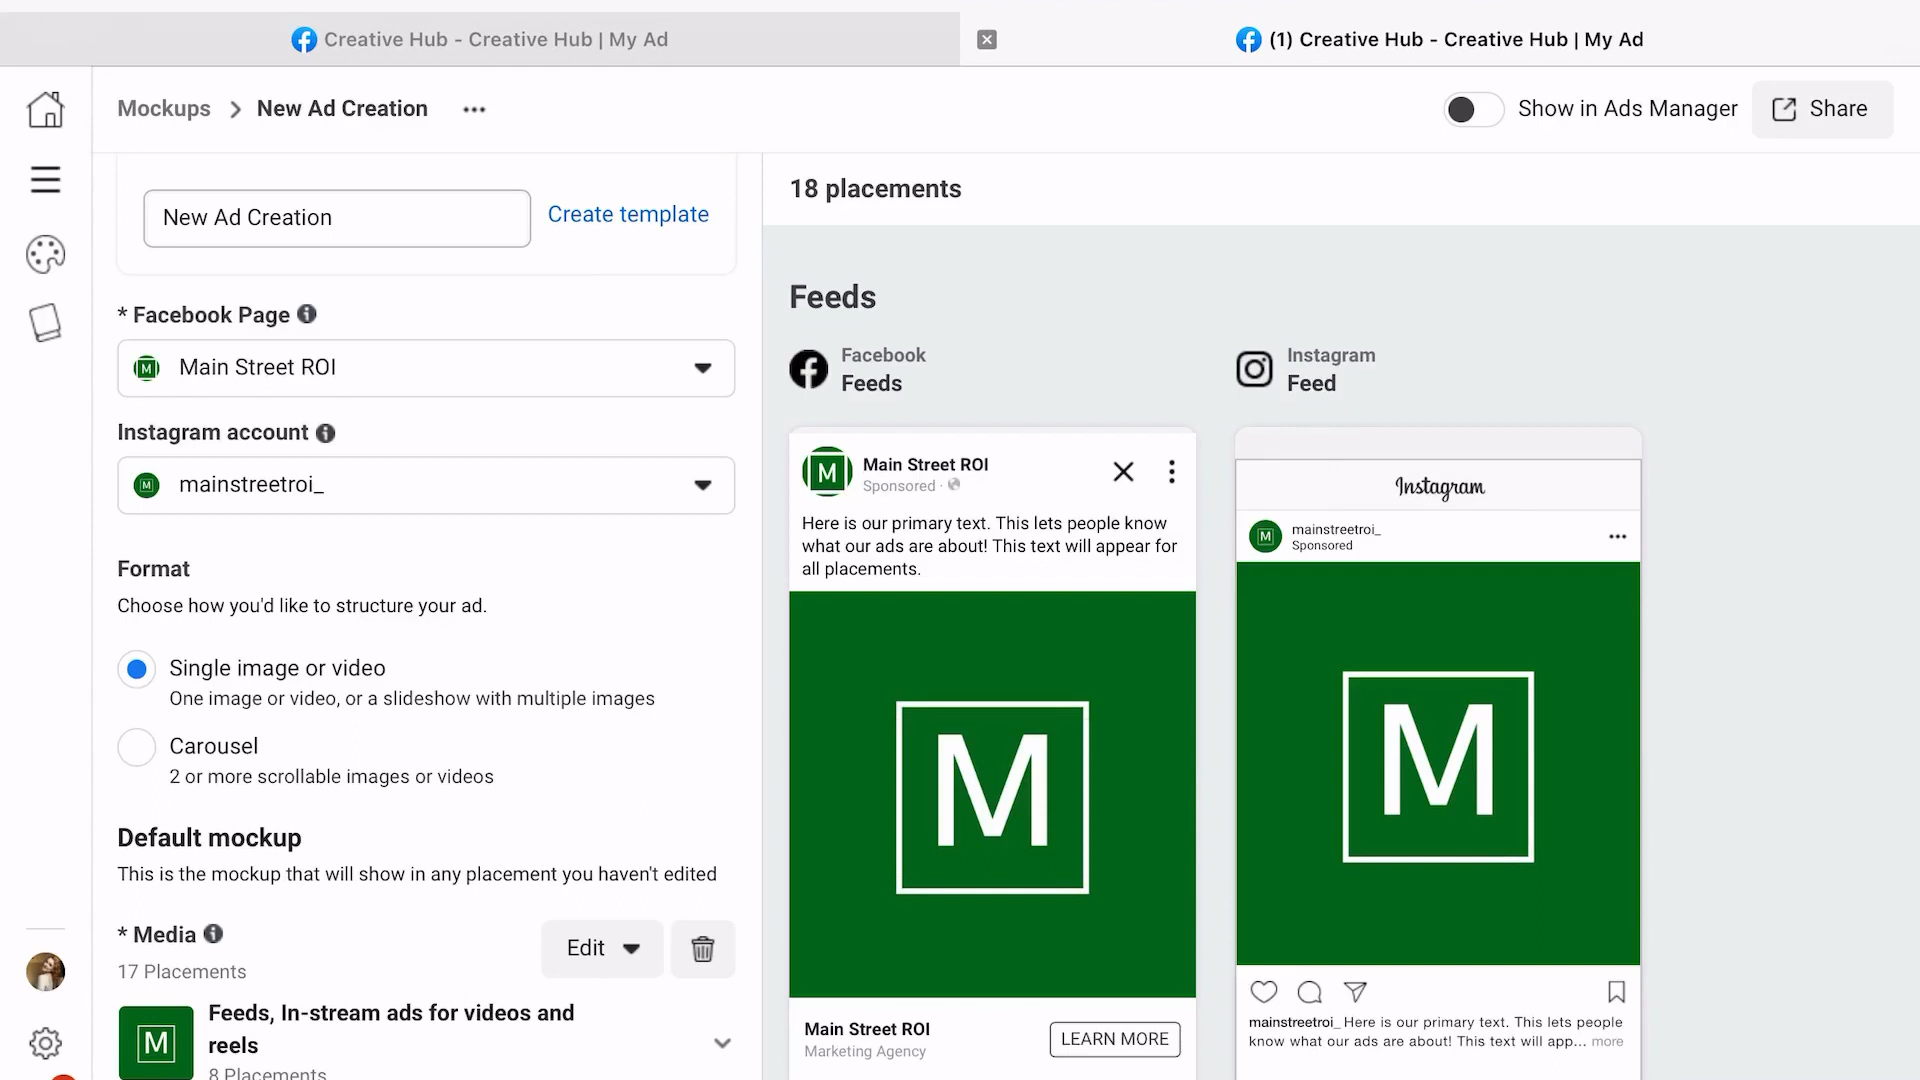 Creative Hub - Creative Hub | My Ad
(1) Creative Hub - Creative Hub | My Ad
Mockups
New Ad Creation
Show in Ads Manager
Share
New Ad Creation
Create template
* Facebook Page
Main Street ROI
Instagram account
mainstreetroi_
Format
Choose how you'd like to structure your ad.
Single image or video
One image or video, or a slideshow with multiple images
Carousel
2 or more scrollable images or videos
Default mockup
This is the mockup that will show in any placement you haven't edited
* Media
17 Placements
Edit
M
Feeds, In-stream ads for videos and
reels
8 Placements
18 placements
Feeds
Facebook
Feeds
M
Main Street ROI
Sponsored ·
Here is our primary text. This lets people know
what our ads are about! This text will appear for
all placements.
M
Main Street ROI
Marketing Agency
LEARN MORE
Instagram
Feed
Instagram
M
mainstreetroi_
Sponsored
M
mainstreetroi_ Here is our primary text. This lets people
know what our ads are about! This text will app... more